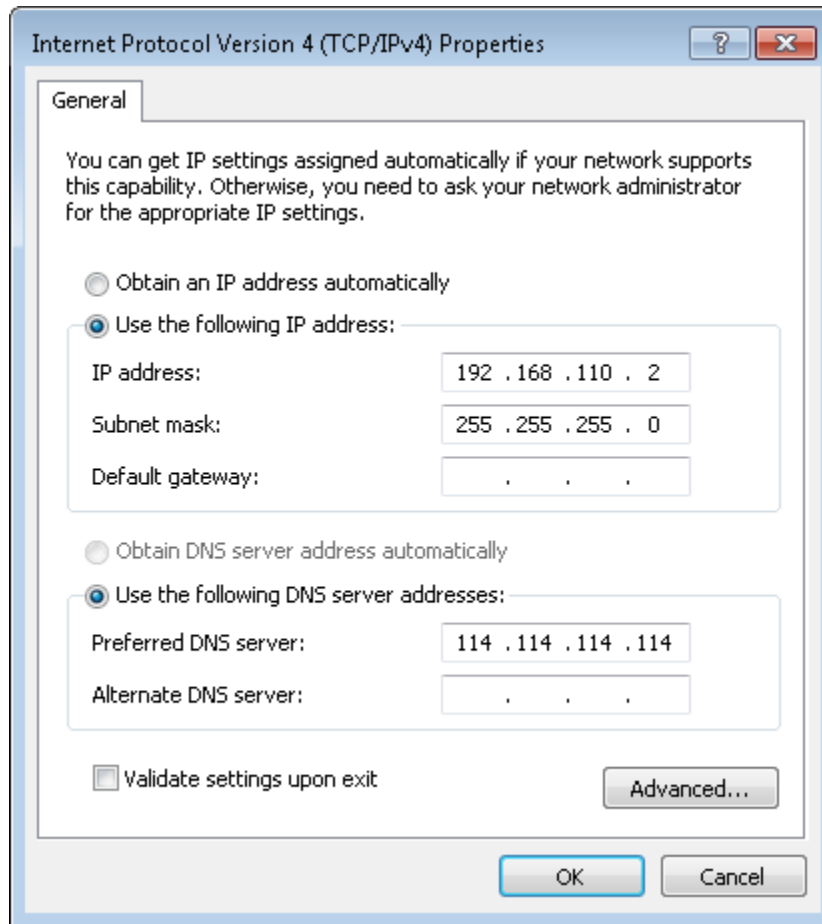 Internet Protocol Version 4 (TCP/IPv4) Properties
General
You can get IP settings assigned automatically if your network supports
this capability. Otherwise, you need to ask your network administrator
for the appropriate IP settings.
Obtain an IP address automatically
Use the following IP address:
IP address: 192 . 168 . 110 . 2
Subnet mask: 255 . 255 . 255 . 0
Default gateway: . . .
Obtain DNS server address automatically
Use the following DNS server addresses:
Preferred DNS server: 114 . 114 . 114 . 114
Alternate DNS server: . . .
Validate settings upon exit
Advanced...
OK Cancel